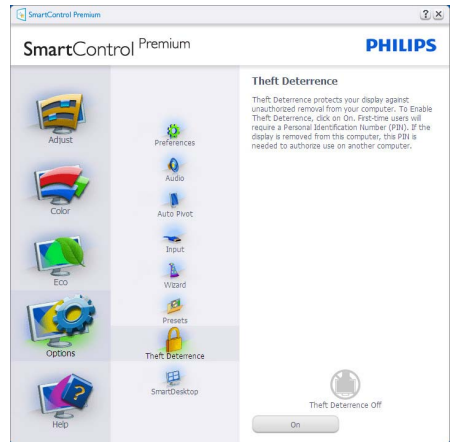 SmartControl Premium
? X
SmartControl Premium
PHILIPS
Adjust
Color
Eco
Options
Help
Preferences
Audio
Auto Pivot
Input
Wizard
Presets
Theft Deterrence
SmartDesktop
Theft Deterrence
Theft Deterrence protects your display against
unauthorized removal from your computer. To Enable
Theft Deterrence, click on On. First-time users will
require a Personal Identification Number (PIN). If the
display is removed from this computer, this PIN is
needed to authorize use on another computer.
Theft Deterrence Off
On